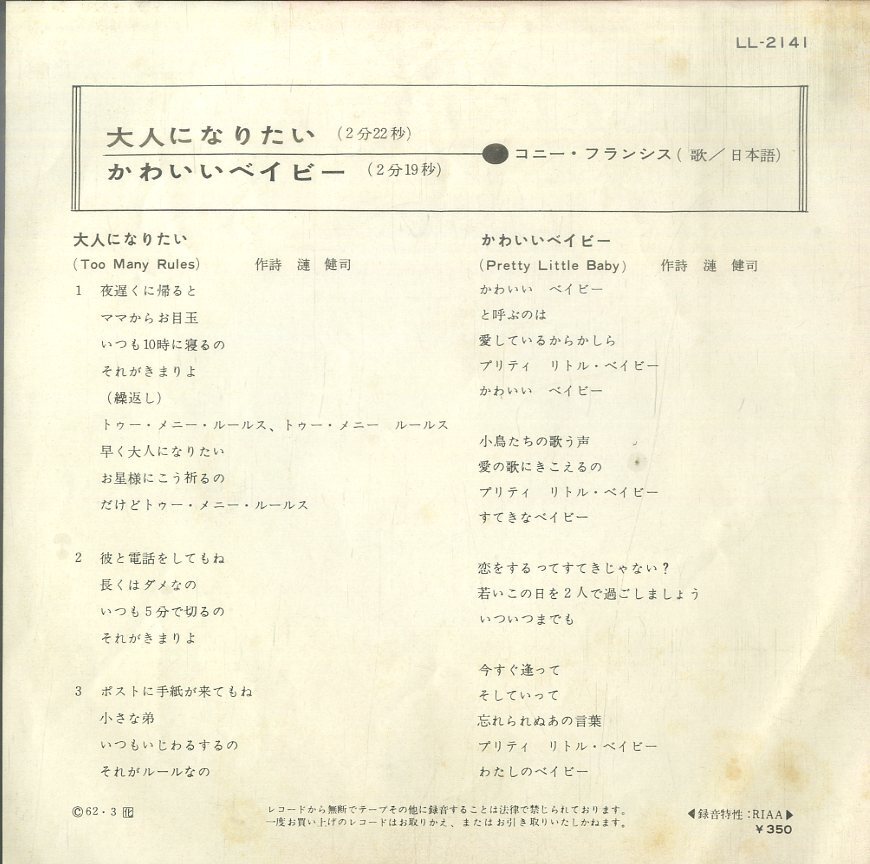 LL-2141
大人になりたい (2分22秒)
かわいいベイビー (2分19秒)
コニー・フランシス(歌/日本語)
大人になりたい
(Too Many Rules) 作詩 漣 健司
1 夜遅くに帰ると
ママからお目玉
いつも10時に寝るの
それがきまりよ
(繰返し)
トゥー・メニー・ルールス、トゥー・メニー ルールス
早く大人になりたい
お星様にこう祈るの
だけどトゥー・メニー・ルールス
2 彼と電話をしてもね
長くはダメなの
いつも5分で切るの
それがきまりよ
3 ポストに手紙が来てもね
小さな弟
いつもいじわるするの
それがルールなの
かわいいベイビー
(Pretty Little Baby) 作詩 漣 健司
かわいい ベイビー
と呼ぶのは
愛しているからかしら
プリティ リトル・ベイビー
かわいい ベイビー
小鳥たちの歌う声
愛の歌にきこえるの
プリティ リトル・ベイビー
すてきなベイビー
恋をするってすてきじゃない?
若いこの日を2人で過ごしましょう
いついつまでも
今すぐ逢って
そしていって
忘れられぬあの言葉
プリティ リトル・ベイビー
わたしのベイビー
Ⓒ62・3
レコードから無断でテープその他に録音することは法律で禁じられております。
一度お買い上げのレコードはお取りかえ、またはお引き取りいたしかねます。
◀録音特性:RIAA▶
¥350